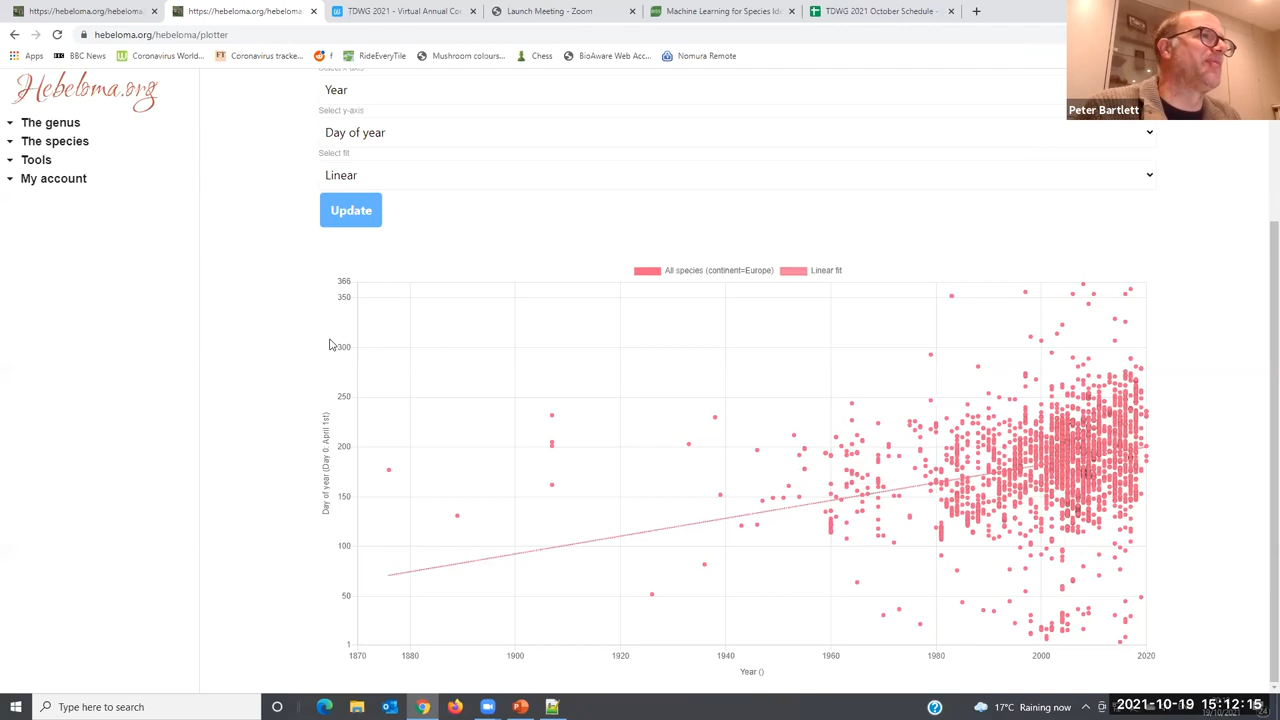 https://hebeloma.org/hebeloma
https://hebeloma.org/hebeloma
TDWG 2021 - Virtual Annual Co
Launch Meeting - Zoom
Machine Learning for Species Id
TDWG 2021 October Schedule -
hebeloma.org/hebeloma/plotter
Apps
BBC News
Coronavirus World...
Coronavirus tracke...
f
RideEveryTile
Mushroom colours...
Chess
BioAware Web Acc...
Nomura Remote
Peter Bartlett
Hebeloma.org
The genus
The species
Tools
My account
Year
Select y-axis
Day of year
Select fit
Linear
Update
All species (continent=Europe)
Linear fit
366
350
300
250
200
150
100
50
1
Day of year (Day 0: April 1st)
1870
1880
1900
1920
1940
1960
1980
2000
2020
Year ()
Type here to search
17°C Raining now
2021-10-19 15:12:15